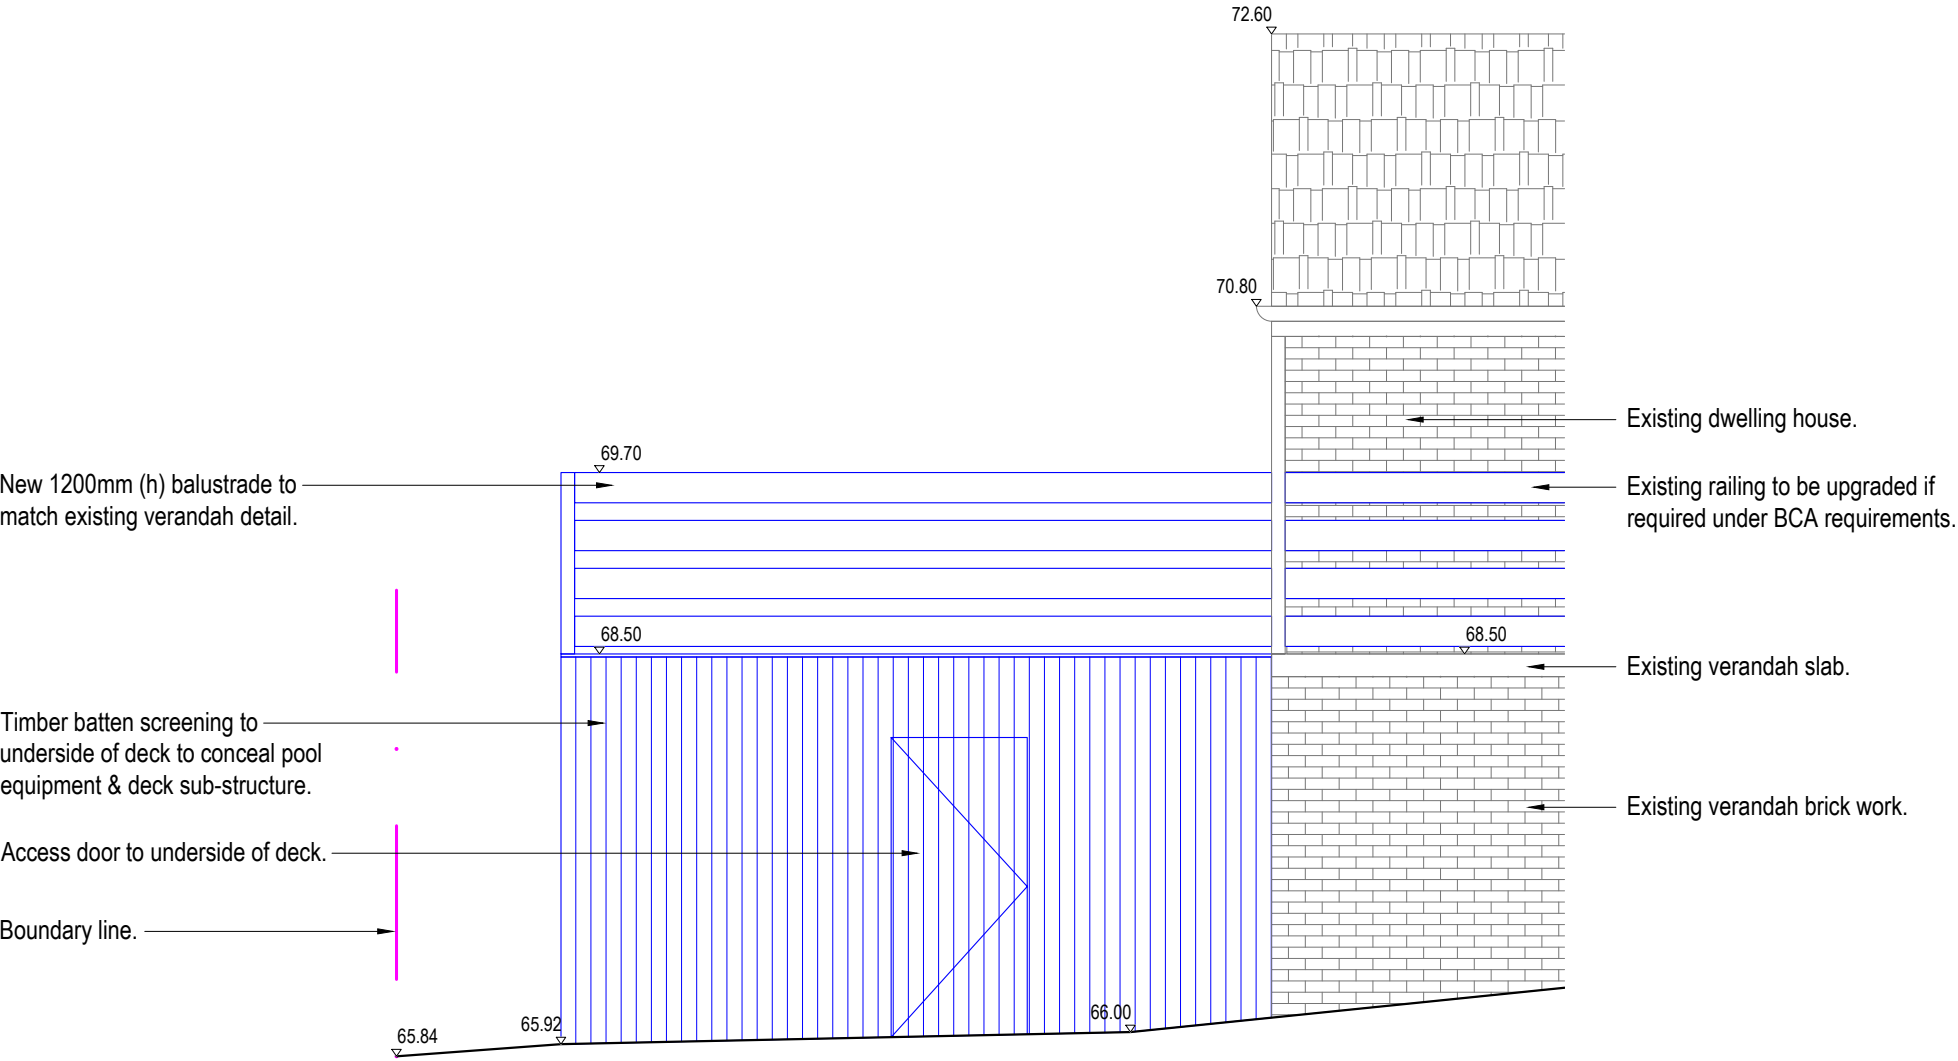 72.60
70.80
Existing dwelling house.
69.70
New 1200mm (h) balustrade to
match existing verandah detail.
Existing railing to be upgraded if
required under BCA requirements.
68.50
68.50
Existing verandah slab.
Timber batten screening to
underside of deck to conceal pool
equipment & deck sub-structure.
Existing verandah brick work.
Access door to underside of deck.
Boundary line.
66.00
65.92
65.84